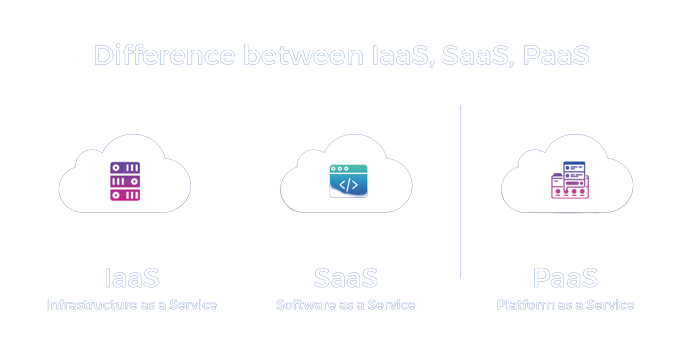 Difference between IaaS, SaaS, PaaS
IaaS
Infrastructure as a Service
SaaS
Software as a Service
PaaS
Platform as a Service